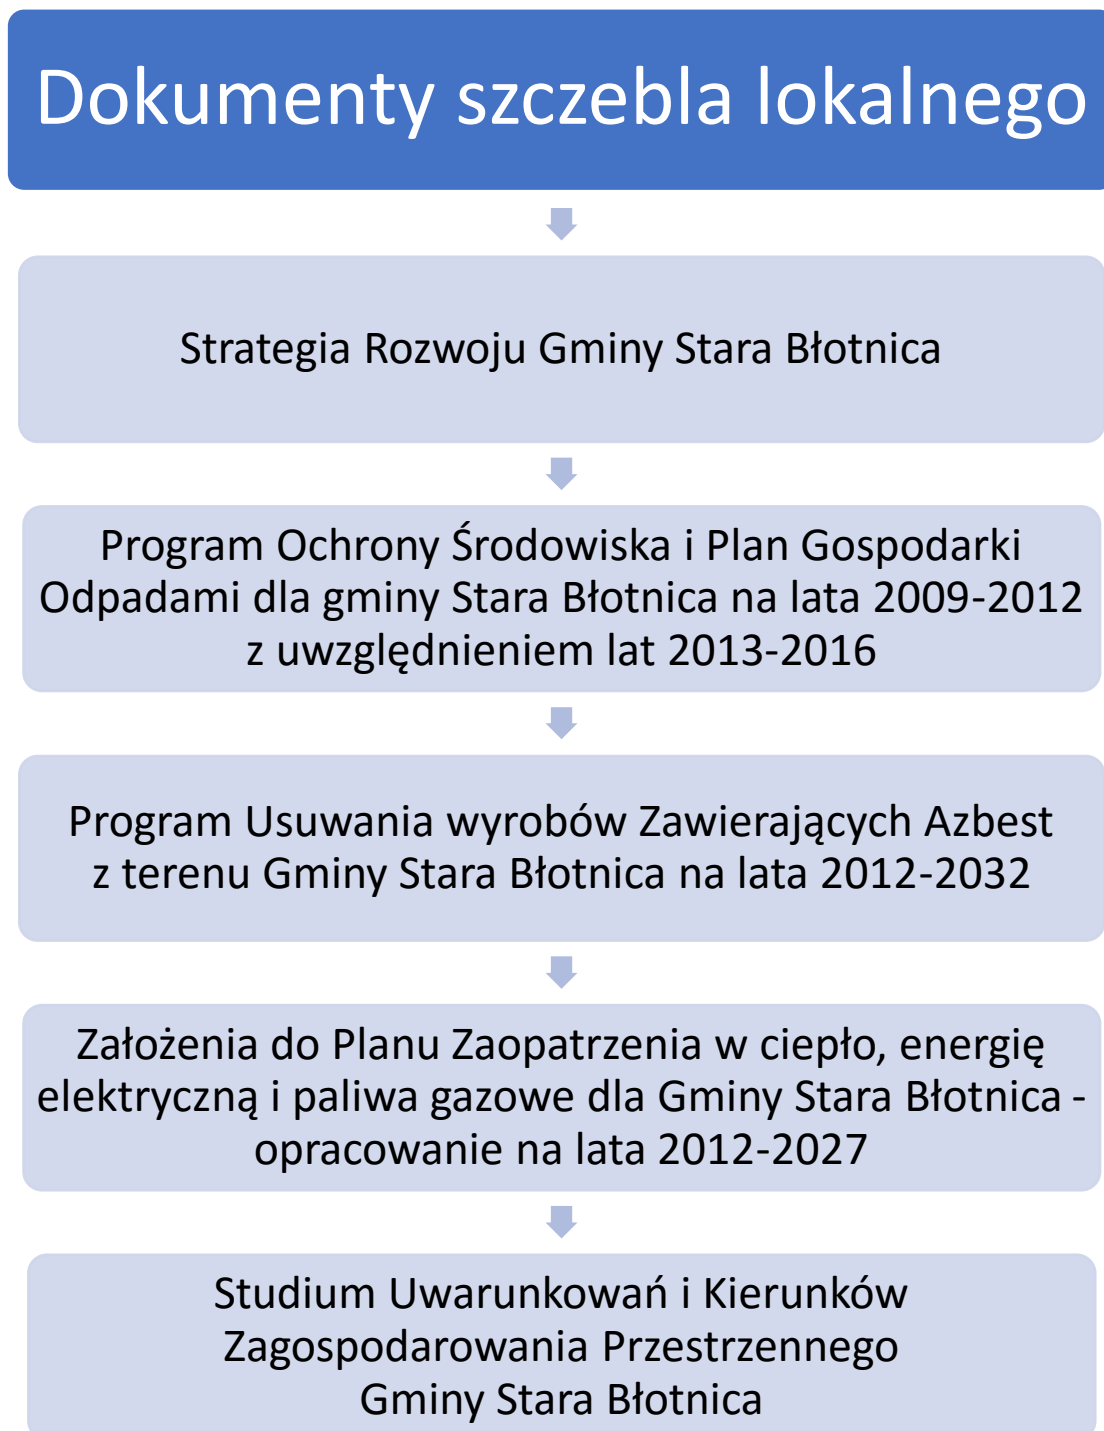 Dokumenty szczebla lokalnego
Strategia Rozwoju Gminy Stara Błotnica
Program Ochrony Środowiska i Plan Gospodarki
Odpadami dla gminy Stara Błotnica na lata 2009-2012
z uwzględnieniem lat 2013-2016
Program Usuwania wyrobów Zawierających Azbest
z terenu Gminy Stara Błotnica na lata 2012-2032
Założenia do Planu Zaopatrzenia w ciepło, energię
elektryczną i paliwa gazowe dla Gminy Stara Błotnica -
opracowanie na lata 2012-2027
Studium Uwarunkowań i Kierunków
Zagospodarowania Przestrzennego
Gminy Stara Błotnica